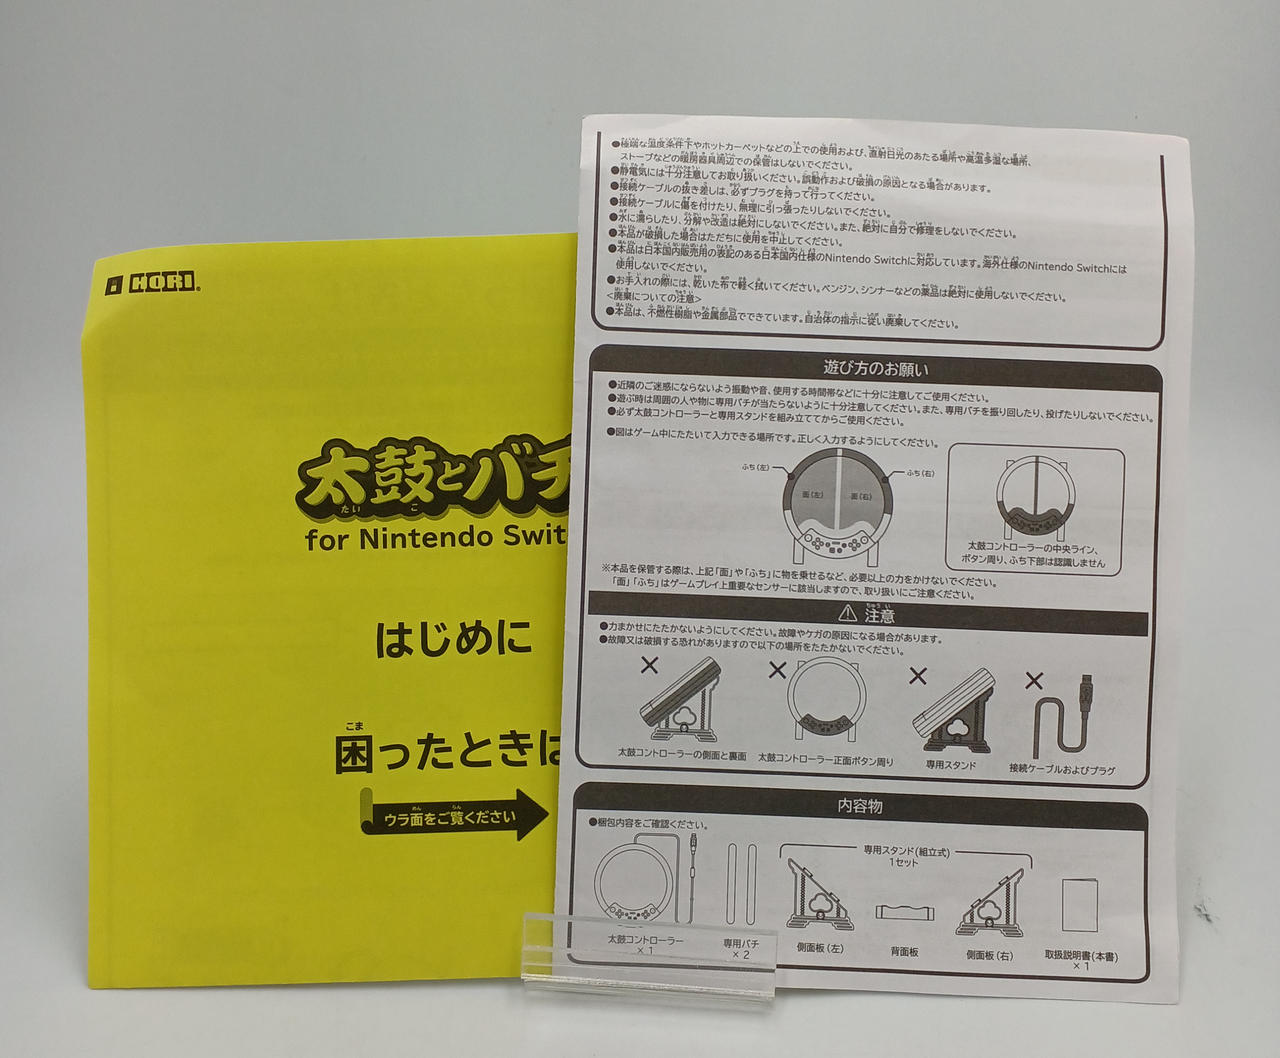 HORI
太鼓とバチ
たい こ
for Nintendo Swit
はじめに
こま
困ったときは
めん らん
ウラ面をご覧ください
●極端な温度条件下やホットカーペットなどの上での使用および、直射日光のあたる場所や高温多湿な場所、
ストーブなどの暖房器具周辺での保管はしないでください。
●静電気には十分注意してお取り扱いください。誤動作および破損の原因となる場合があります。
●接続ケーブルの抜き差しは、必ずプラグを持って行ってください。
●接続ケーブルに傷を付けたり、無理に引っ張ったりしないでください。
●水に濡らしたり、分解や改造は絶対にしないでください。また、絶対に自分で修理をしないでください。
●本品が破損した場合はただちに使用を中止してください。
●本品は日本国内販売用の表記のある日本国内仕様のNintendo Switchに対応しています。海外仕様のNintendo Switchには
使用しないでください。
●お手入れの際には、乾いた布で軽く拭いてください。ベンジン、シンナーなどの薬品は絶対に使用しないでください。
<廃棄についての注意>
●本品は、不燃性樹脂や金属部品でできています。自治体の指示に従い廃棄してください。
遊び方のお願い
●近隣のご迷惑にならないよう振動や音、使用する時間帯などに十分に注意してご使用ください。
●遊ぶ時は周囲の人や物に専用バチが当たらないように十分注意してください。また、専用バチを振り回したり、投げたりしないでください。
●必ず太鼓コントローラーと専用スタンドを組み立ててからご使用ください。
●図はゲーム中にたたいて入力できる場所です。正しく入力するようにしてください。
ふち(左)
ふち(右)
面(左)
面(右)
太鼓コントローラーの中央ライン、
ボタン周り、ふち下部は認識しません
※本品を保管する際は、上記「面」や「ふち」に物を乗せるなど、必要以上の力をかけないでください。
「面」「ふち」はゲームプレイ上重要なセンサーに該当しますので、取り扱いにご注意ください。
ちゅう い
⚠ 注意
●力まかせにたたかないようにしてください。故障やケガの原因になる場合があります。
●故障又は破損する恐れがありますので以下の場所をたたかないでください。
太鼓コントローラーの側面と裏面
太鼓コントローラー正面ボタン周り
専用スタンド
接続ケーブルおよびプラグ
内容物
●梱包内容をご確認ください。
専用スタンド(組立式)
1セット
太鼓コントローラー
×1
専用バチ
×2
側面板(左)
背面板
側面板(右)
取扱説明書(本書)
×1